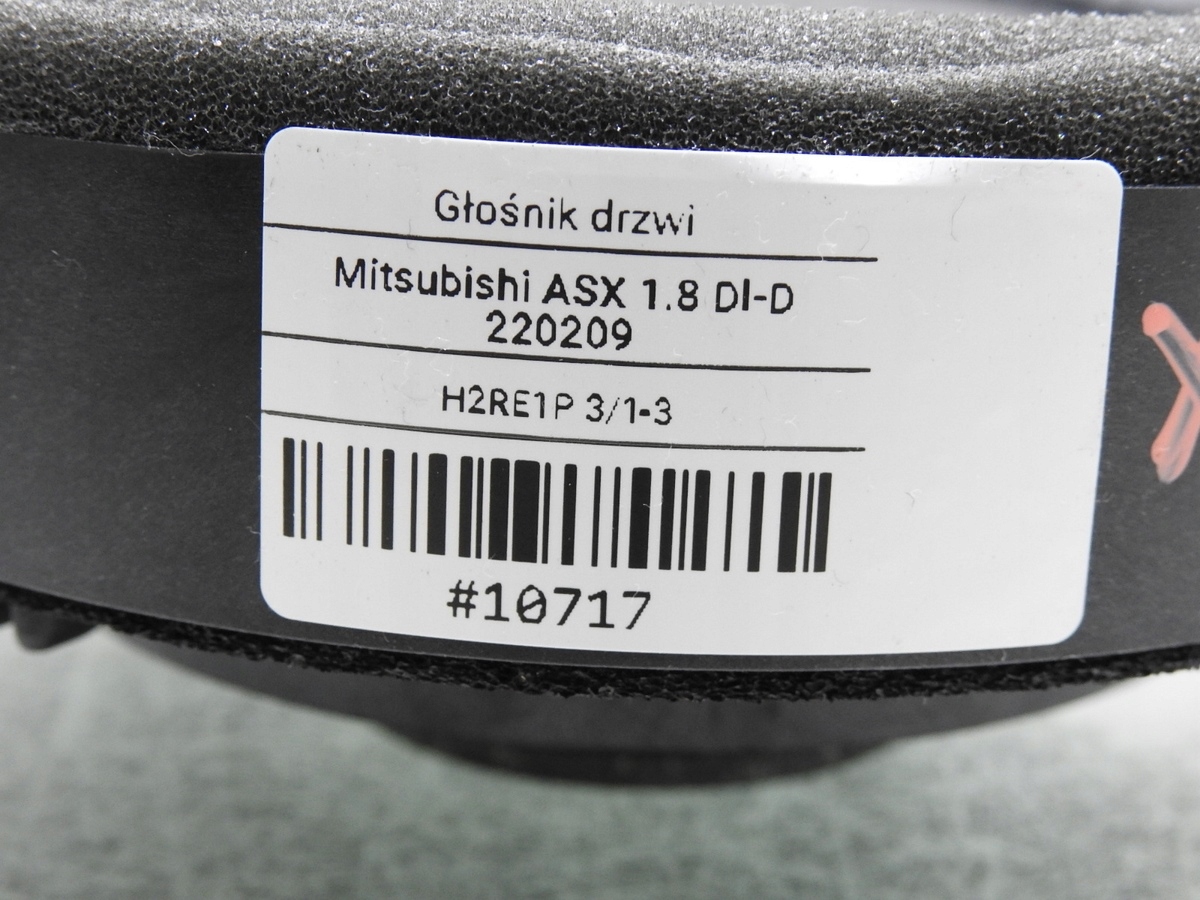 Głośnik drzwi
Mitsubishi ASX 1.8 DI-D
220209
H2RE1P 3/1-3
#10717